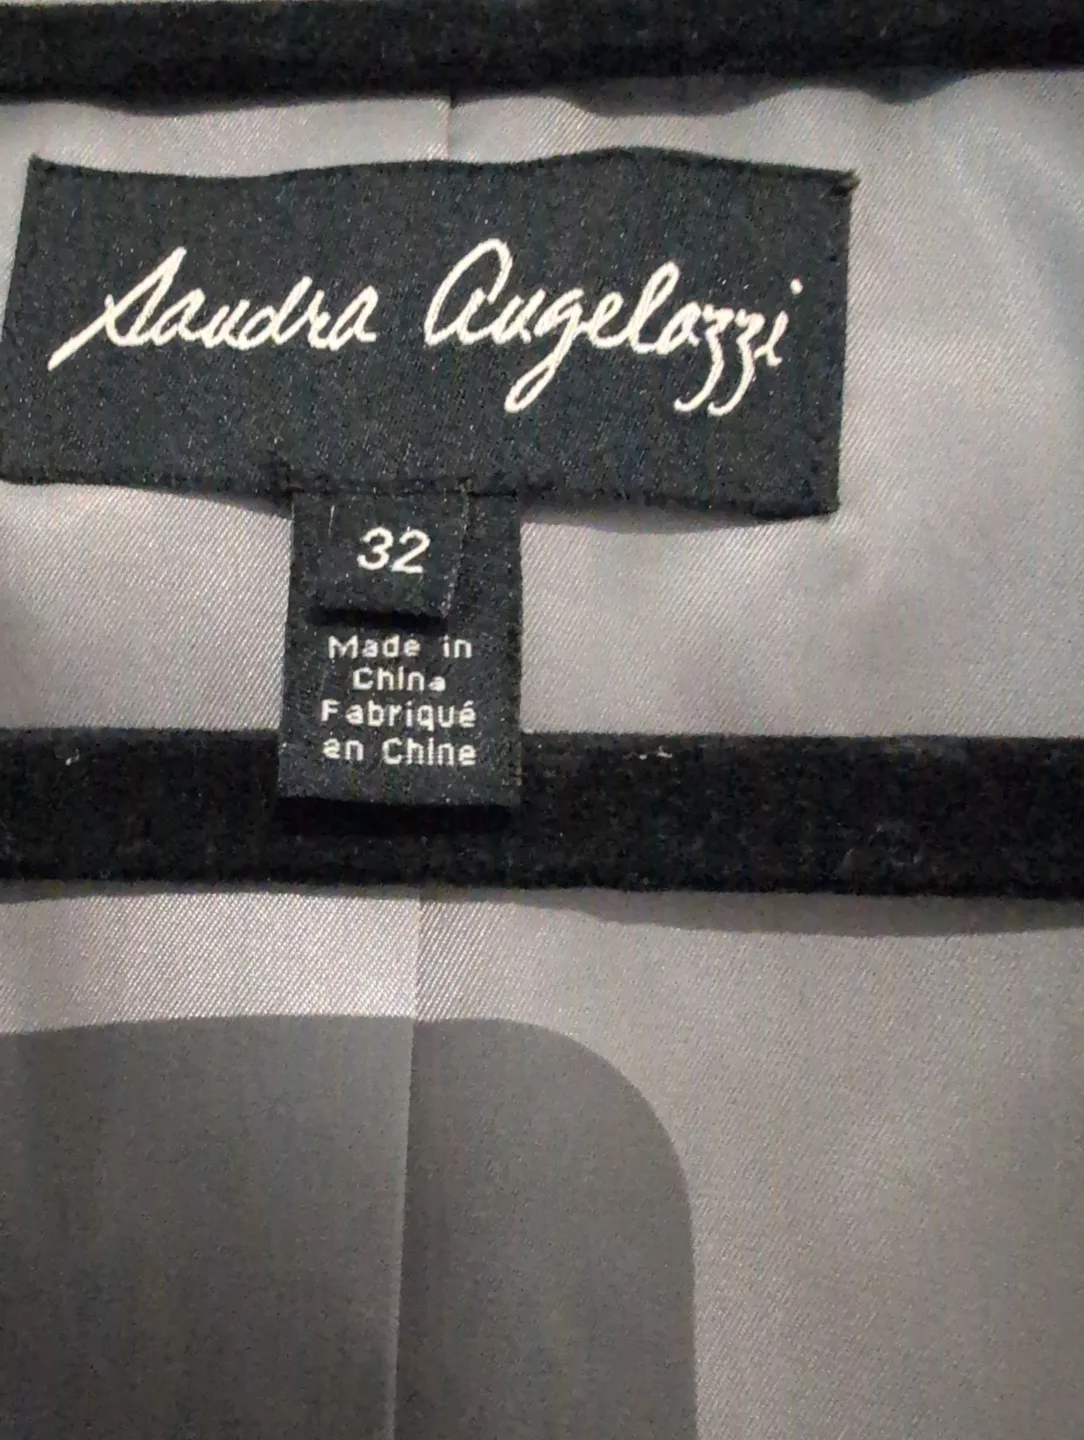 Sandra Angelozzi
32
Made in
China
Fabriqué
en Chine